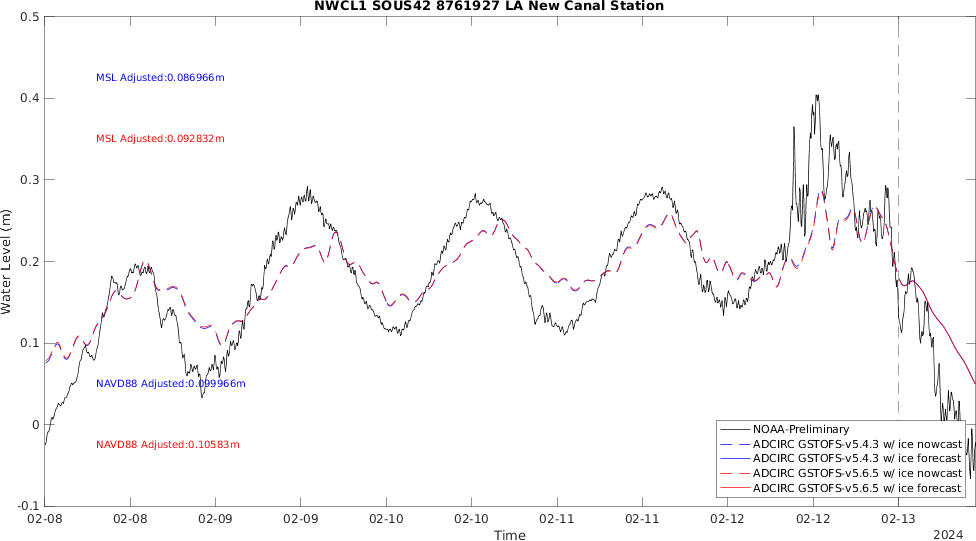 NWCL1 SOUS42 8761927 LA New Canal Station
0.5
0.4
0.3
0.2
0.1
0
-0.1
Water Level (m)
MSL Adjusted:0.086966m
MSL Adjusted:0.092832m
NAVD88 Adjusted:0.099966m
NAVD88 Adjusted:0.10583m
NOAA-Preliminary
ADCIRC GSTOFS-v5.4.3 w/ ice nowcast
ADCIRC GSTOFS-v5.4.3 w/ ice forecast
ADCIRC GSTOFS-v5.6.5 w/ ice nowcast
ADCIRC GSTOFS-v5.6.5 w/ ice forecast
02-08 02-08 02-09 02-09 02-10 02-10 02-11 02-11 02-12 02-12 02-13
Time
2024